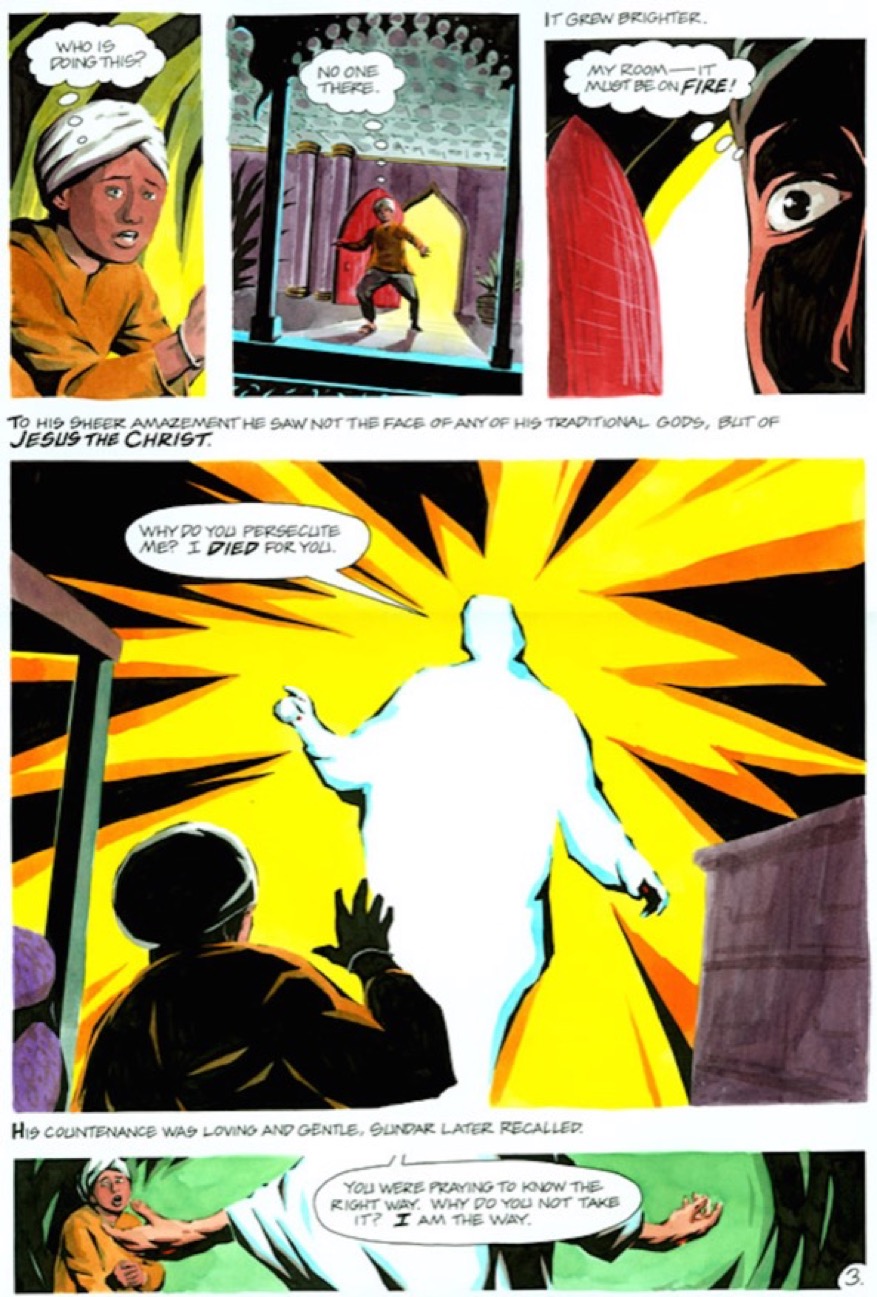 WHO IS
DOING THIS?
NO ONE
THERE.
IT GREW BRIGHTER.
MY ROOM—IT
MUST BE ON FIRE!
TO HIS SHEER AMAZEMENT HE SAW NOT THE FACE OF ANY OF HIS TRADITIONAL GODS, BUT OF
JESUS THE CHRIST.
WHY DO YOU PERSECUTE
ME? I DIED FOR YOU.
HIS COUNTENANCE WAS LOVING AND GENTLE, SUNDAR LATER RECALLED.
YOU WERE PRAYING TO KNOW THE
RIGHT WAY. WHY DO YOU NOT TAKE
IT? I AM THE WAY.
3.